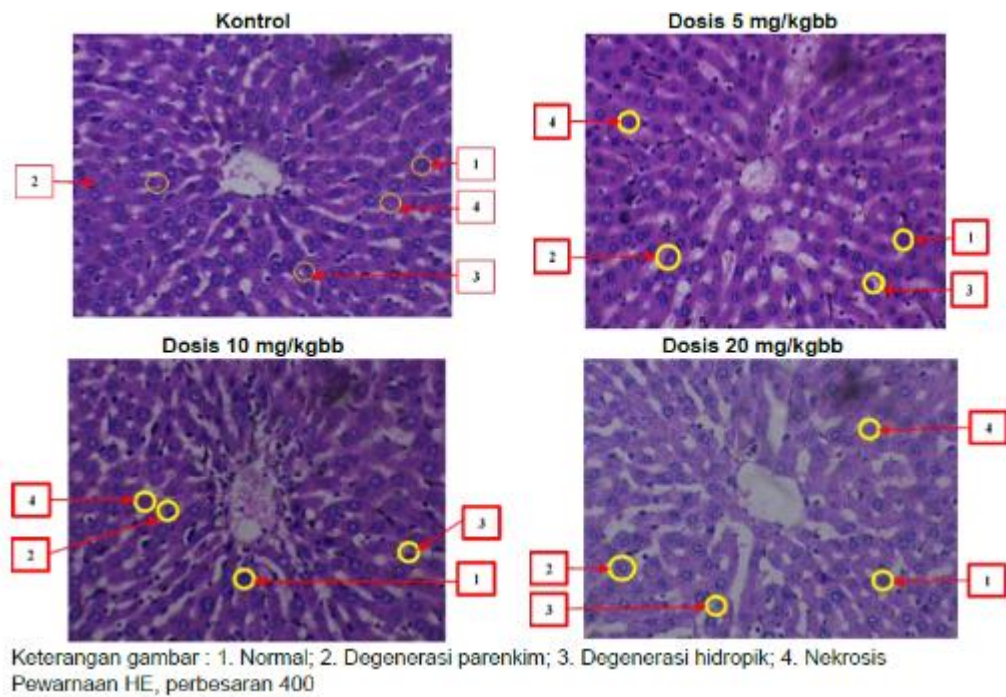 Kontrol
Dosis 5 mg/kgbb
1
2
4
3
4
1
2
3
Dosis 10 mg/kgbb
Dosis 20 mg/kgbb
4
3
2
1
4
2
1
3
Keterangan gambar : 1. Normal; 2. Degenerasi parenkim; 3. Degenerasi hidropik; 4. Nekrosis
Pewarnaan HE, perbesaran 400